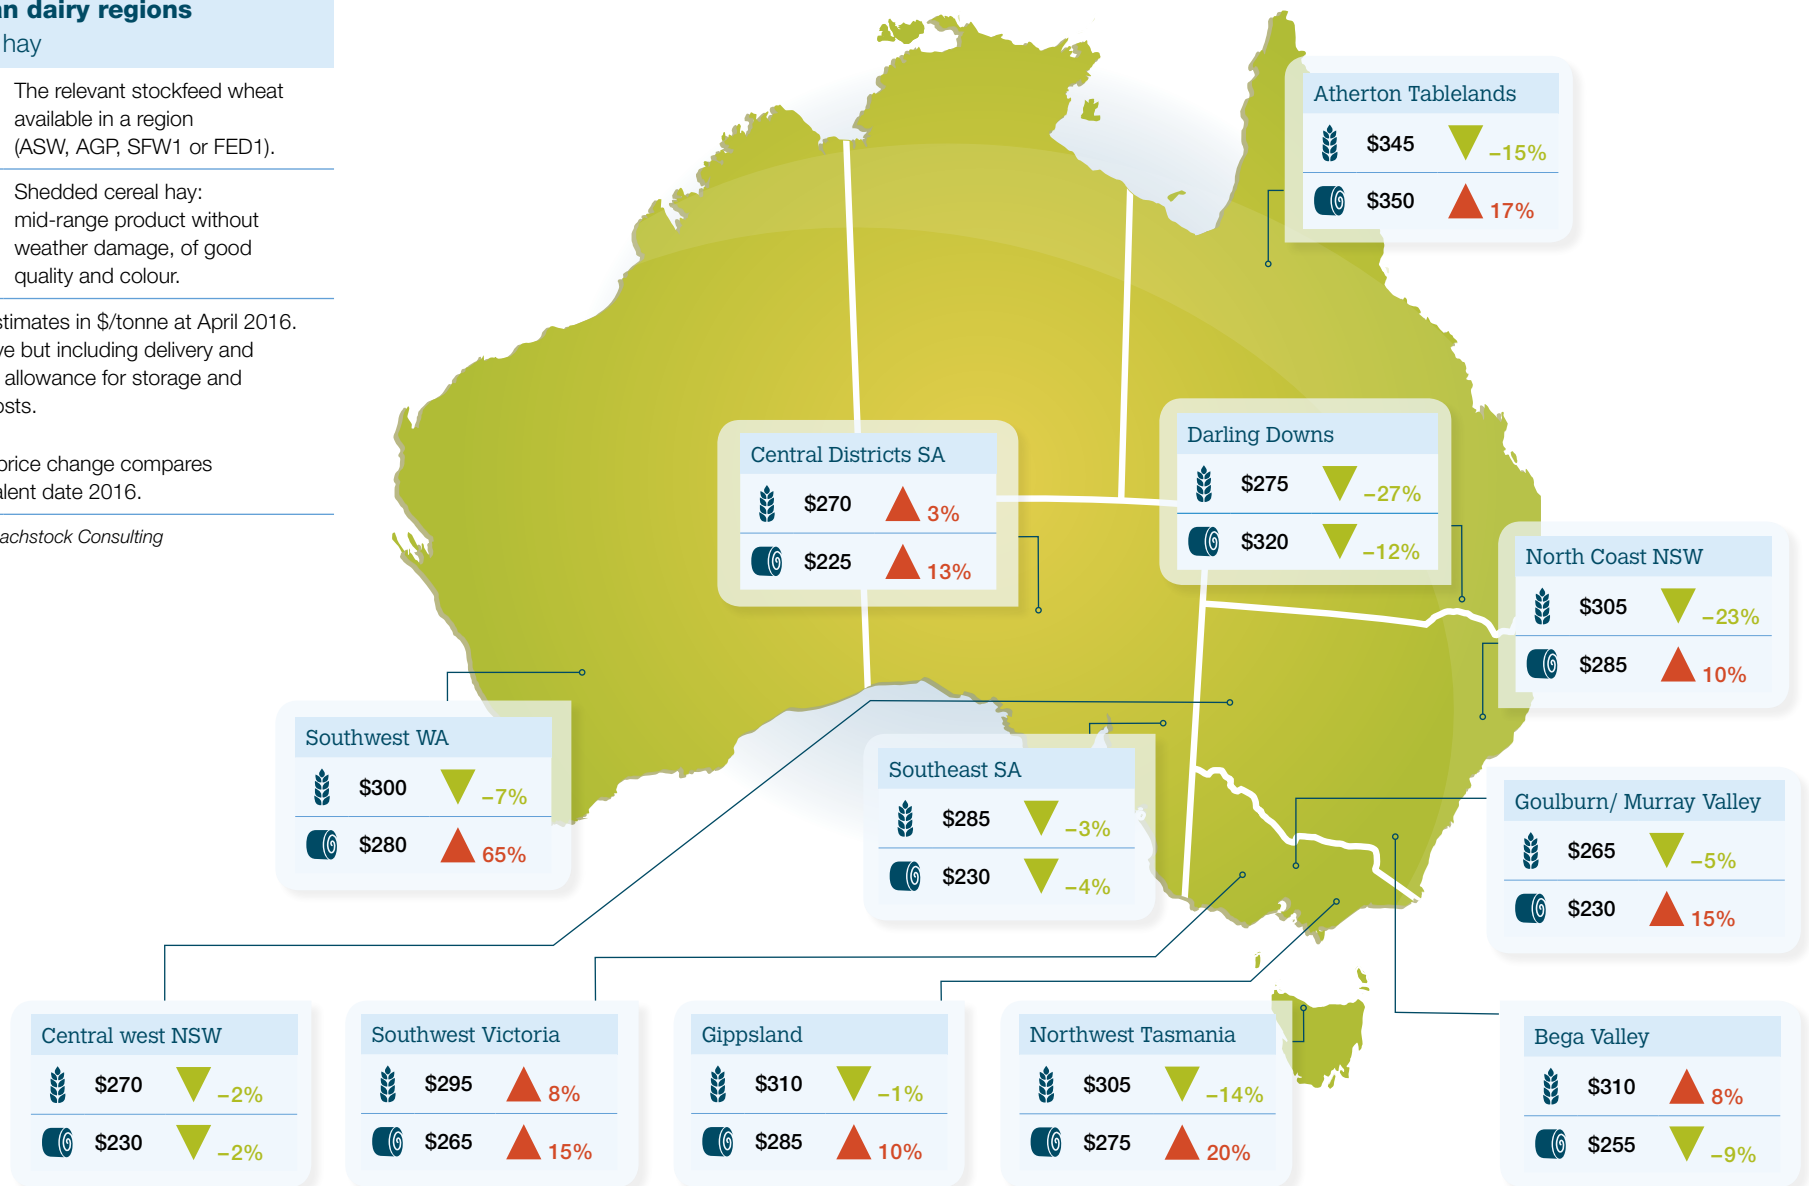 dairy regions
hay
The relevant stockfeed wheat
available in a region
(ASW, AGP, SFW1 or FED1).
Shedded cereal hay:
mid-range product without
weather damage, of good
quality and colour.
in $/tonne at April 2016.
but including delivery and
allowance for storage and
price change compares
date 2016.
Consulting
Atherton Tablelands
$345 −15%
$350 17%
Central Districts SA
$270 3%
$225 13%
Darling Downs
$275 −27%
$320 −12%
North Coast NSW
$305 −23%
$285 10%
Southwest WA
$300 −7%
$280 65%
Southeast SA
$285 −3%
$230 −4%
Goulburn/ Murray Valley
$265 −5%
$230 15%
Central west NSW
$270 −2%
$230 −2%
Southwest Victoria
$295 8%
$265 15%
Gippsland
$310 −1%
$285 10%
Northwest Tasmania
$305 −14%
$275 20%
Bega Valley
$310 8%
$255 −9%